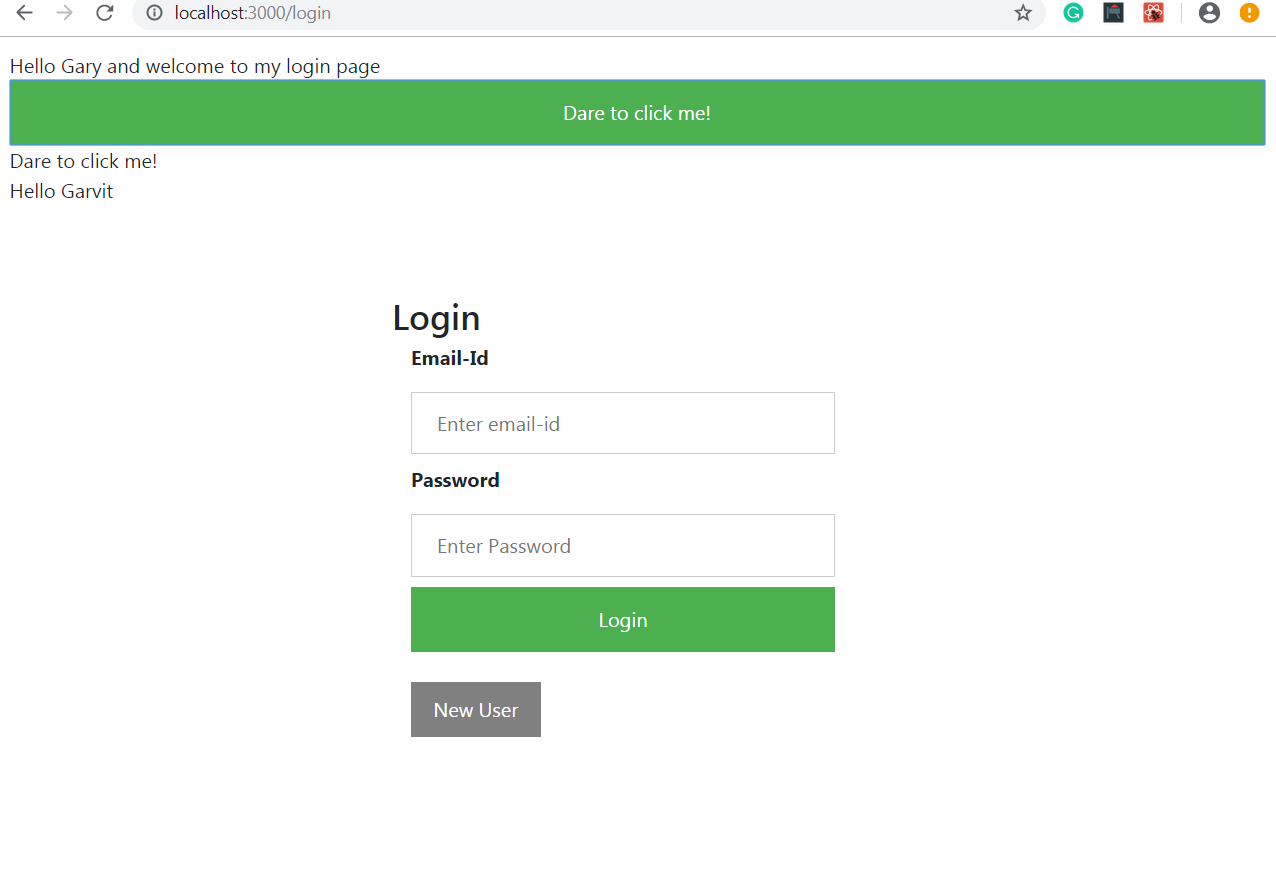 localhost:3000/login
Hello Gary and welcome to my login page
Dare to click me!
Dare to click me!
Hello Garvit
Login
Email-Id
Enter email-id
Password
Enter Password
Login
New User